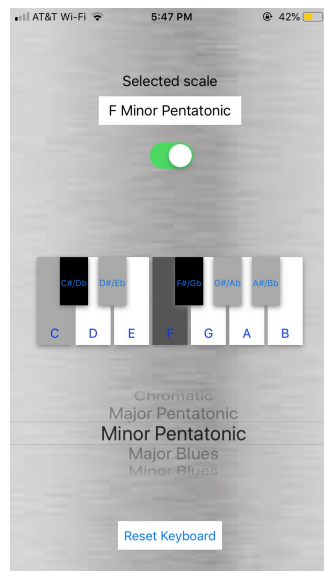 AT&T Wi-Fi 5:47 PM 42%
Selected scale
F Minor Pentatonic
C#/Db D#/Eb F#/Gb G#/Ab A#/Bb
C D E F G A B
Chromatic
Major Pentatonic
Minor Pentatonic
Major Blues
Minor Blues
Reset Keyboard